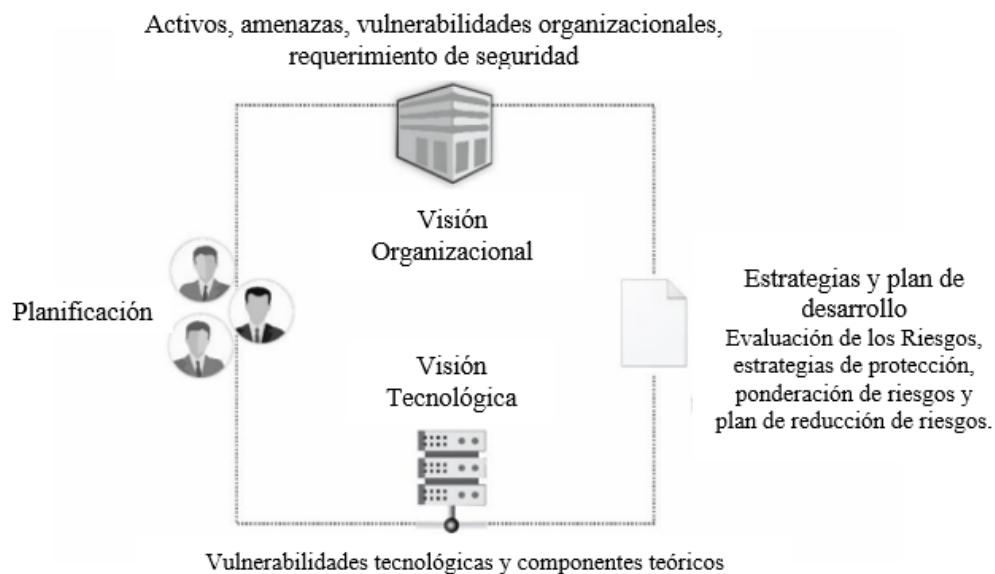 Activos, amenazas, vulnerabilidades organizacionales,
requerimiento de seguridad
Visión
Organizacional
Planificación
Estrategias y plan de
desarrollo
Evaluación de los Riesgos,
estrategias de protección,
ponderación de riesgos y
plan de reducción de riesgos.
Visión
Tecnológica
Vulnerabilidades tecnológicas y componentes teóricos